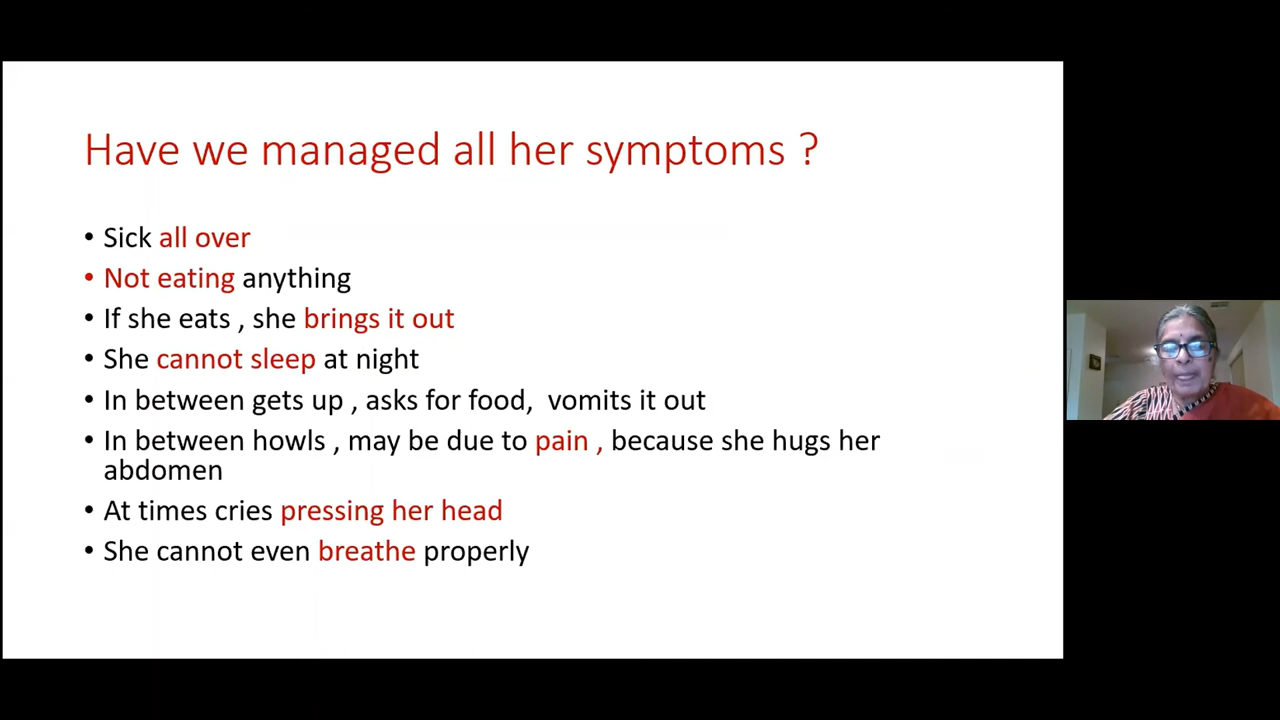 Have we managed all her symptoms ?
• Sick all over
• Not eating anything
• If she eats , she brings it out
• She cannot sleep at night
• In between gets up , asks for food, vomits it out
• In between howls , may be due to pain , because she hugs her
abdomen
• At times cries pressing her head
• She cannot even breathe properly